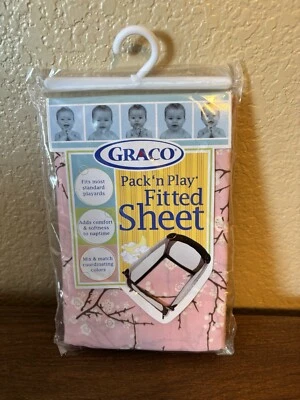 GRACO
Pack 'n Play®
Fitted
Sheet
Fits most
standard
playards
Adds comfort
& softness
to naptime
Mix & match
coordinating
colors